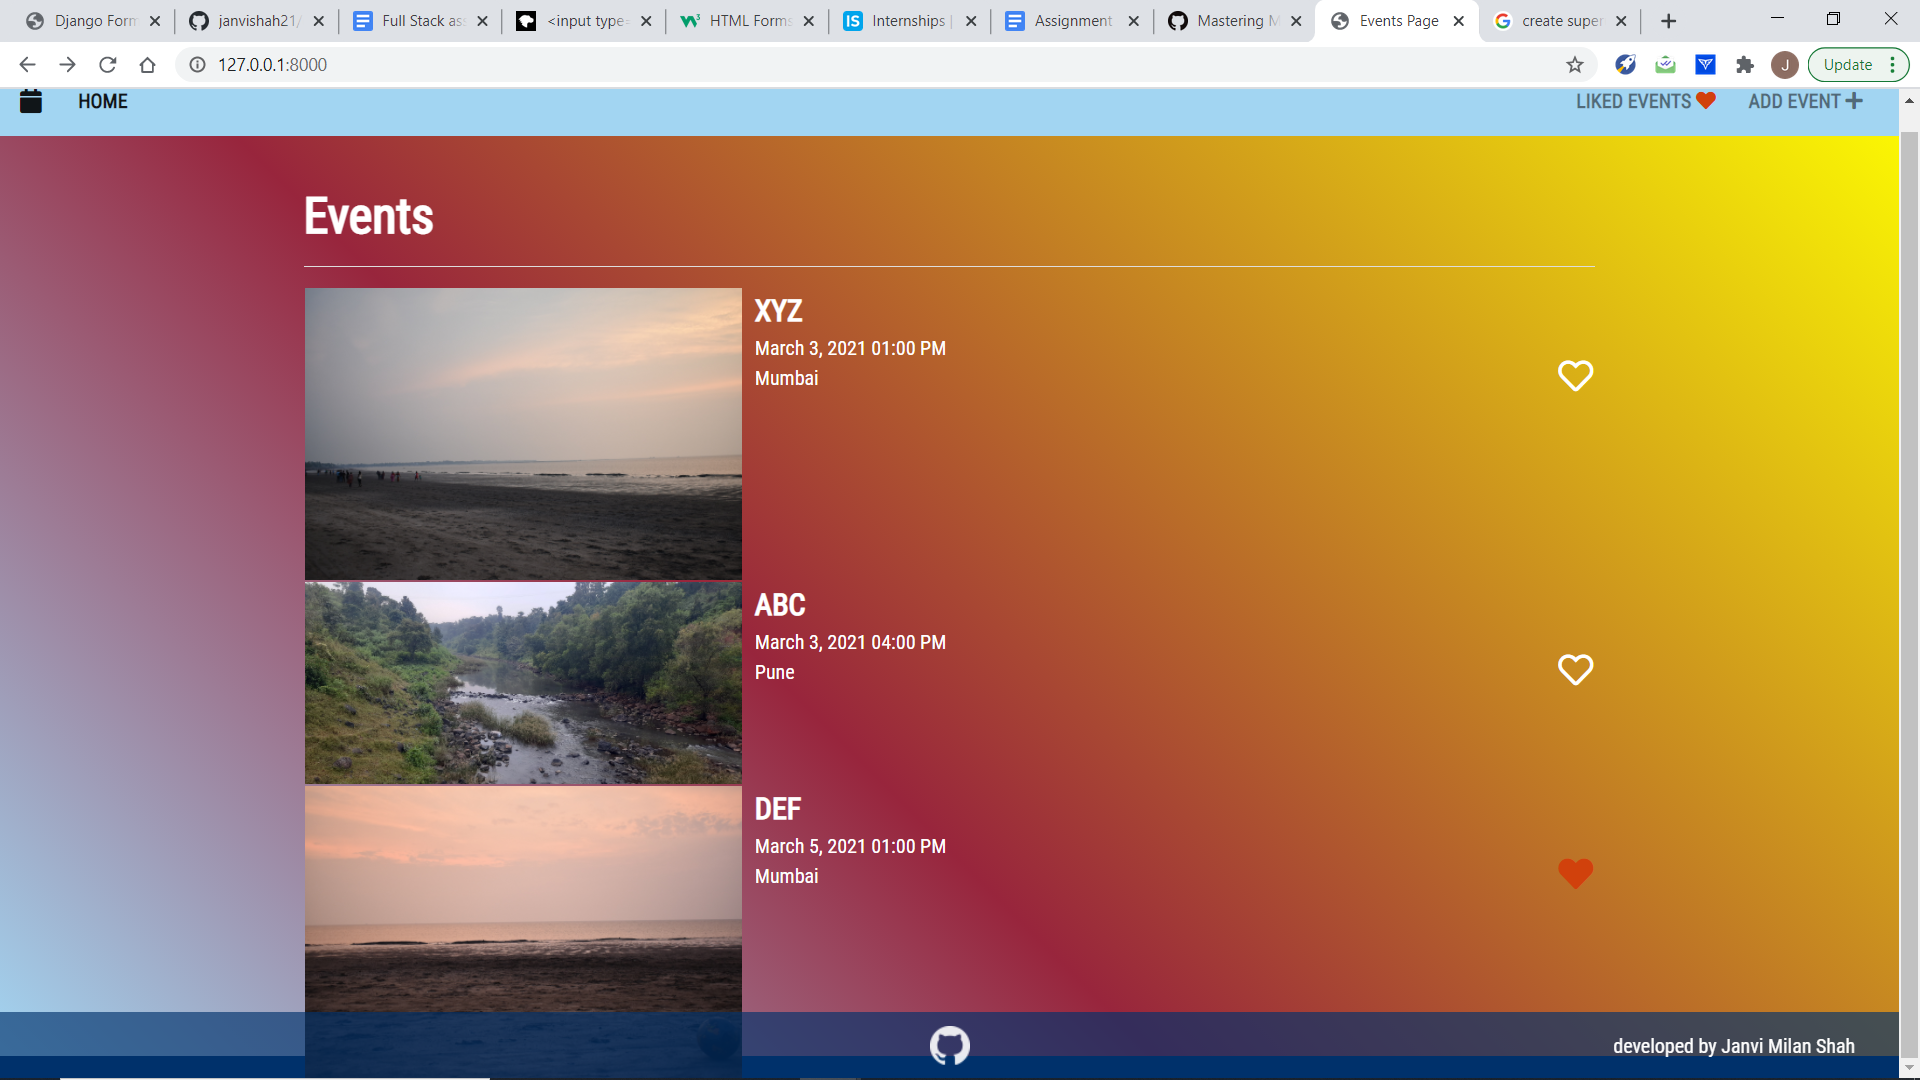 Django Form
janvishah21/
Full Stack as
<input type=
HTML Forms
IS Internships |
Assignment
Mastering M
Events Page
create super
127.0.0.1:8000
J
Update
HOME
LIKED EVENTS
ADD EVENT
Events
XYZ
March 3, 2021 01:00 PM
Mumbai
ABC
March 3, 2021 04:00 PM
Pune
DEF
March 5, 2021 01:00 PM
Mumbai
developed by Janvi Milan Shah